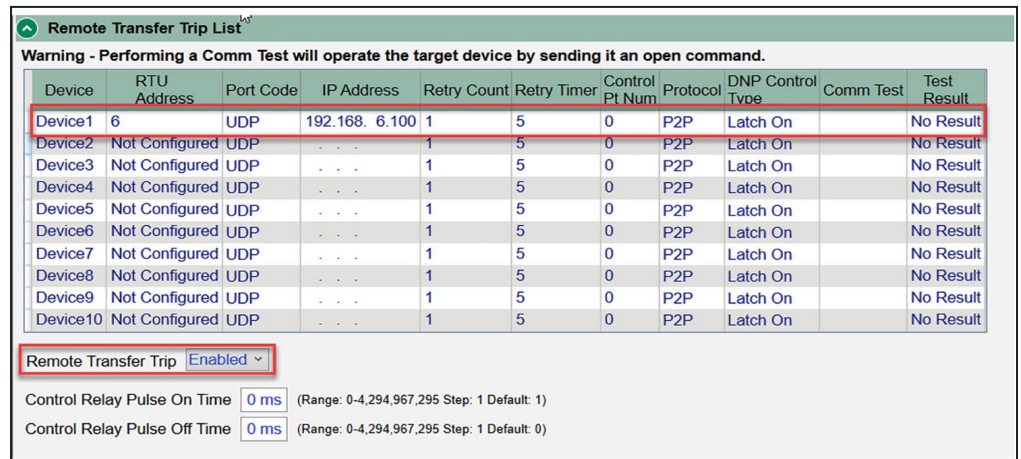 Remote Transfer Trip List
Warning - Performing a Comm Test will operate the target device by sending it an open command.
Device RTU Address Port Code IP Address Retry Count Retry Timer Control Pt Num Protocol DNP Control Type Comm Test Test Result
Device1 6 UDP 192.168. 6.100 1 5 0 P2P Latch On No Result
Device2 Not Configured UDP . . . 1 5 0 P2P Latch On No Result
Device3 Not Configured UDP . . . 1 5 0 P2P Latch On No Result
Device4 Not Configured UDP . . . 1 5 0 P2P Latch On No Result
Device5 Not Configured UDP . . . 1 5 0 P2P Latch On No Result
Device6 Not Configured UDP . . . 1 5 0 P2P Latch On No Result
Device7 Not Configured UDP . . . 1 5 0 P2P Latch On No Result
Device8 Not Configured UDP . . . 1 5 0 P2P Latch On No Result
Device9 Not Configured UDP . . . 1 5 0 P2P Latch On No Result
Device10 Not Configured UDP . . . 1 5 0 P2P Latch On No Result
Remote Transfer Trip Enabled
Control Relay Pulse On Time 0 ms (Range: 0-4,294,967,295 Step: 1 Default: 1)
Control Relay Pulse Off Time 0 ms (Range: 0-4,294,967,295 Step: 1 Default: 0)